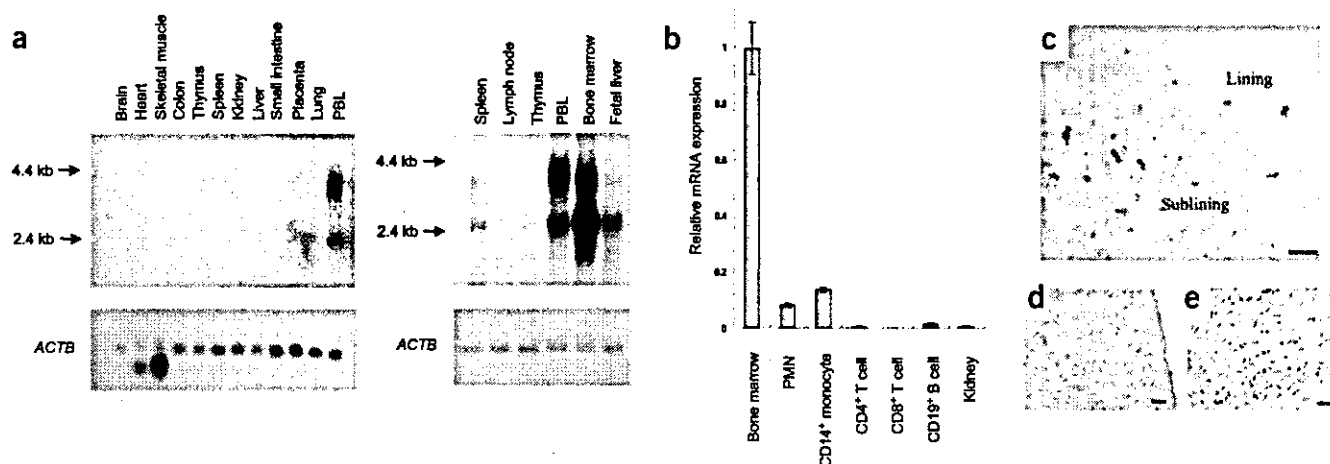 a
Brain
Heart
Skeletal muscle
Colon
Thymus
Spleen
Kidney
Liver
Small intestine
Placenta
Lung
PBL
4.4 kb
2.4 kb
ACTB
Spleen
Lymph node
Thymus
PBL
Bone marrow
Fetal liver
4.4 kb
2.4 kb
ACTB
b
Relative mRNA expression
1
0.8
0.6
0.4
0.2
0
Bone marrow
PMN
CD14+ monocyte
CD4+ T cell
CD8+ T cell
CD19+ B cell
Kidney
c
Lining
Sublining
d
e